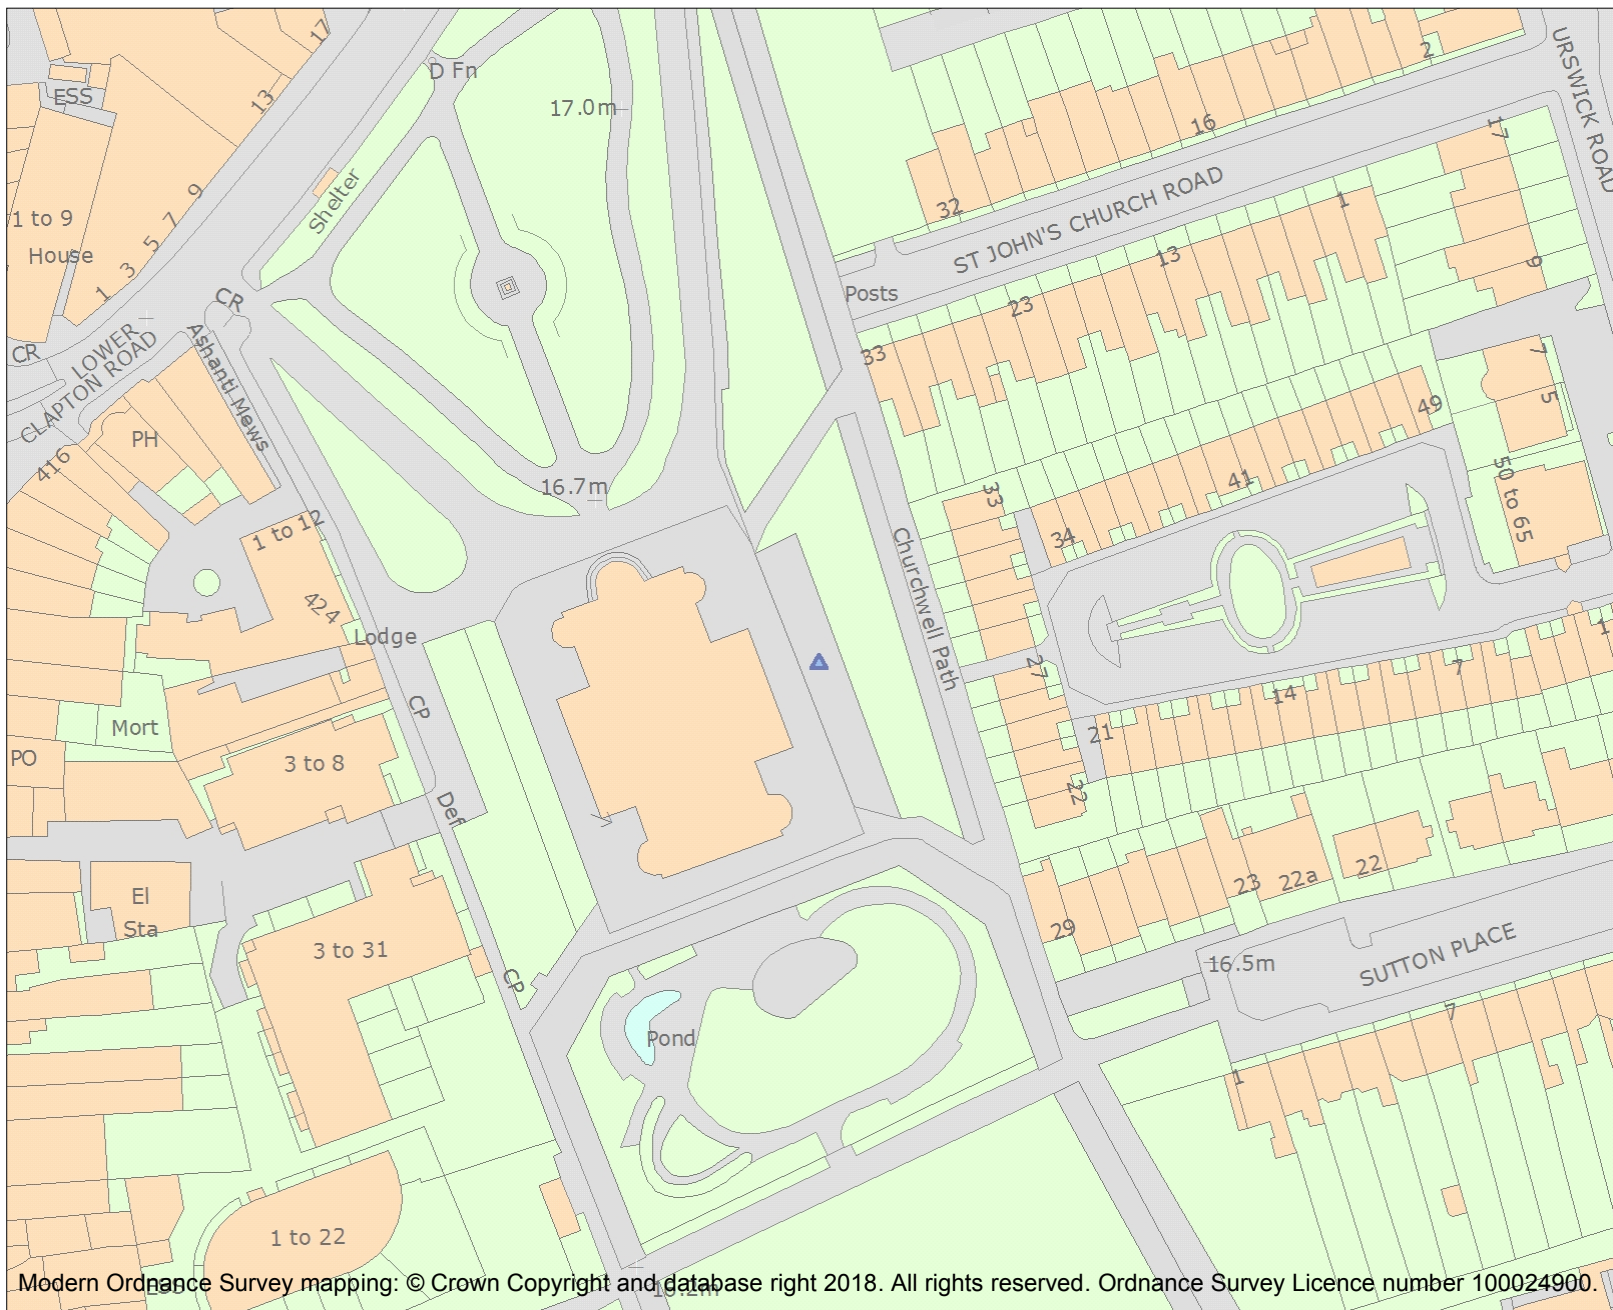 17
2
URSWICK ROAD
D Fn
ESS
13
17.0m
16
17
Shelter
9
1 to 9
7
32
ST JOHN'S CHURCH ROAD
1
5
House
3
13
9
1
CR
Posts
23
LOWER
CLAPTON ROAD
CR
Ashanti Mews
33
7
5
49
PH
416
16.7m
41
33
50 to 65
1 to 12
34
Churchwell Path
424
Lodge
1
27
7
14
CP
Mort
21
PO
3 to 8
22
Def
22
22a
23
El
Sta
29
3 to 31
SUTTON PLACE
16.5m
CP
7
Pond
1
1 to 22
ESS
16.2m
Modern Ordnance Survey mapping: © Crown Copyright and database right 2018. All rights reserved. Ordnance Survey Licence number 100024900.